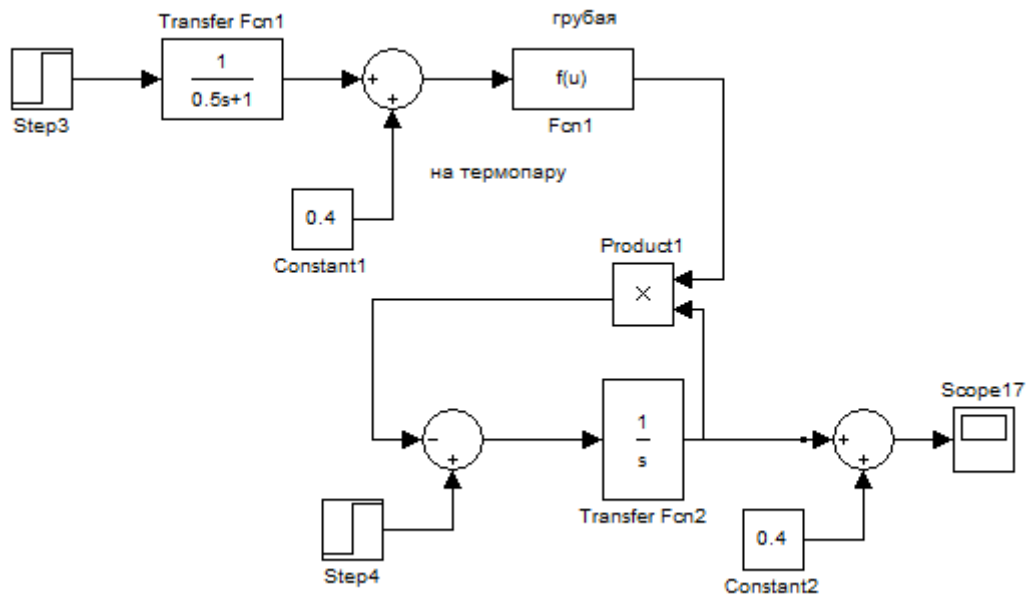 Transfer Fcn1
грубая
1
0.5s+1
+
+
f(u)
Step3
Fcn1
на термопару
0.4
Constant1
Product1
×
Scope17
1
s
−
+
+
+
Transfer Fcn2
Step4
0.4
Constant2